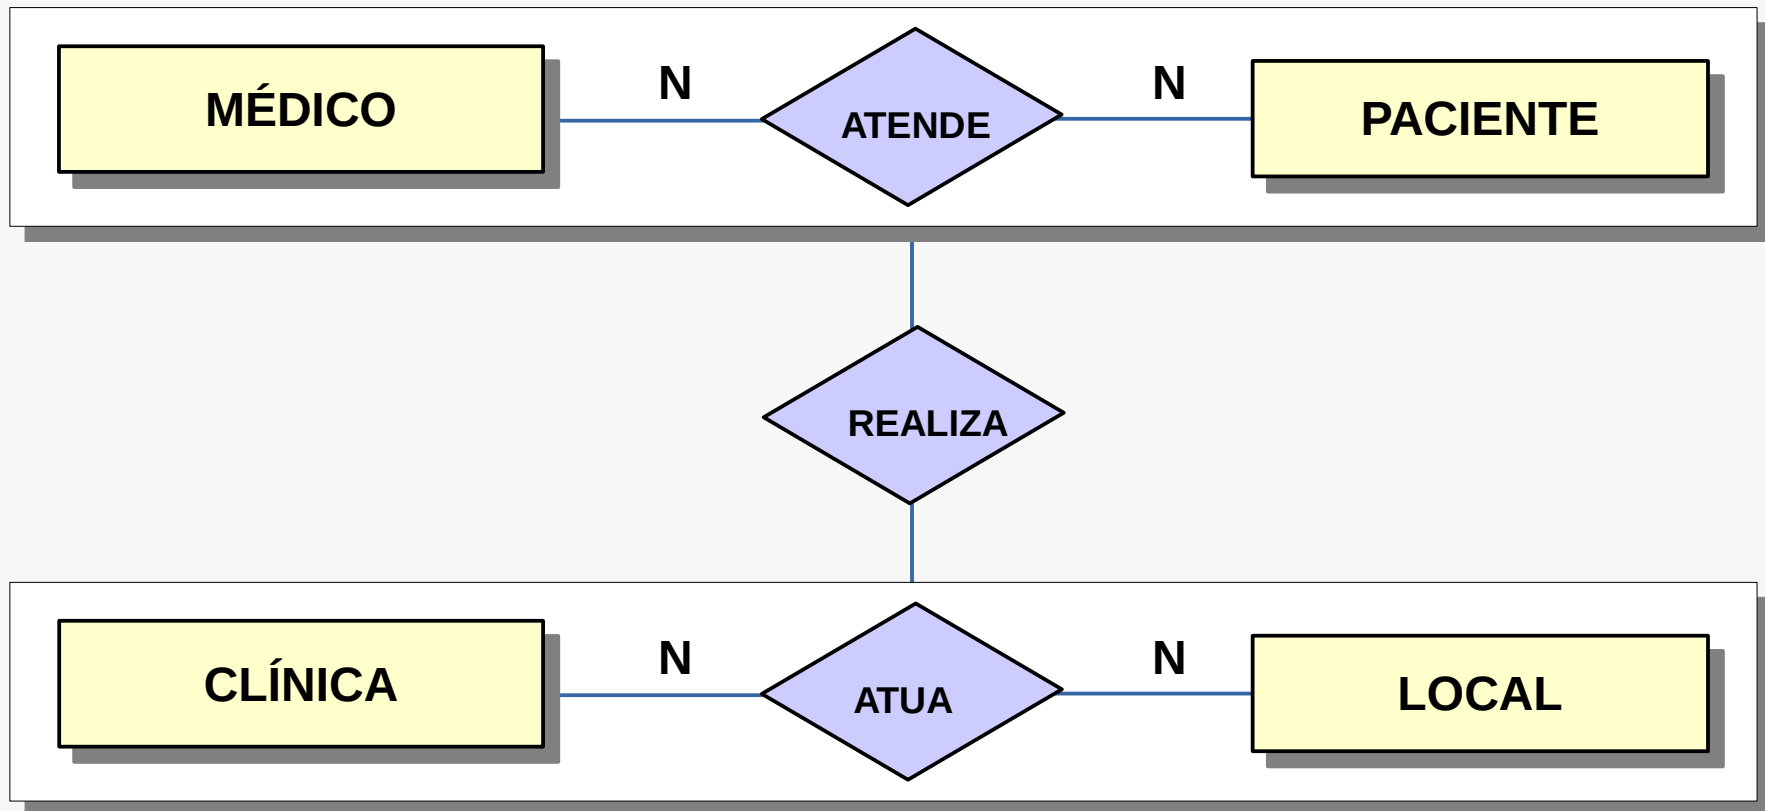 MÉDICO
N
ATENDE
N
PACIENTE
REALIZA
CLÍNICA
N
ATUA
N
LOCAL